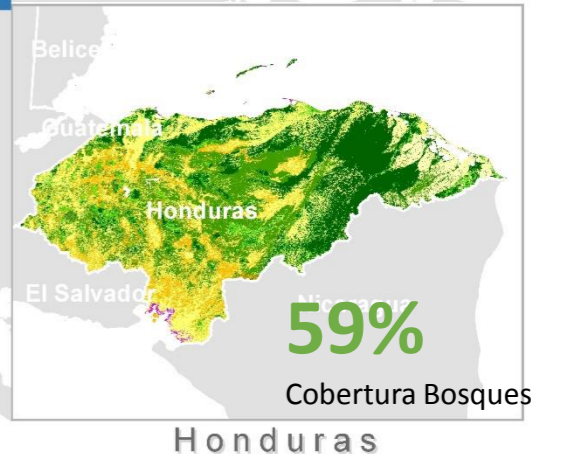 Belice
Guatemala
Honduras
El Salvador
Nicaragua
59%
Cobertura Bosques
Honduras